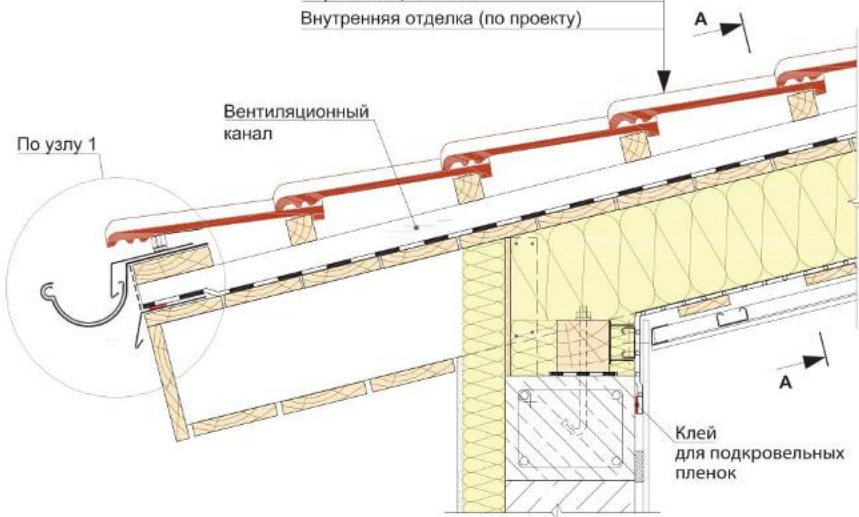 Внутренняя отделка (по проекту)
А
Вентиляционный
канал
По узлу 1
А
Клей
для подкровельных
пленок